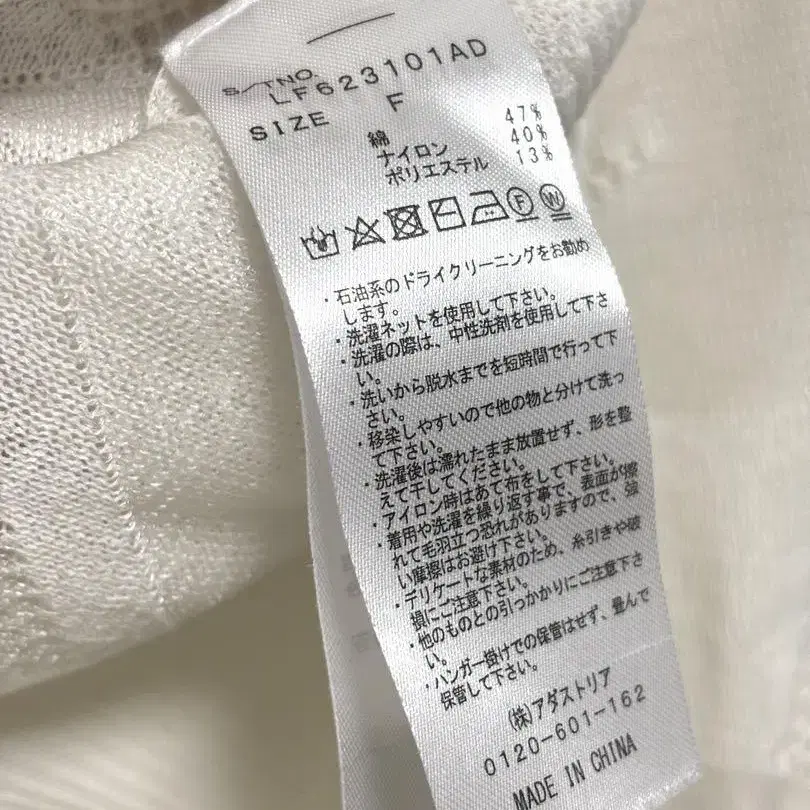 S/TNO.
LF623101AD
SIZE F
綿 47%
ナイロン 40%
ポリエステル 13%
F W
・石油系のドライクリーニングをお勧め
します。
・洗濯ネットを使用して下さい。
・洗濯の際は、中性洗剤を使用して下さ
い。
・洗いから脱水までを短時間で行って下
さい。
・移染しやすいので他の物と分けて洗っ
て下さい。
・洗濯後は濡れたまま放置せず、形を整
えて干してください。
・アイロン時はあて布をして下さい。
・着用や洗濯を繰り返す事で、表面が擦
れて毛羽立つ恐れがありますので、強
い摩擦はお避け下さい。
・デリケートな素材のため、糸引きや破
損にご注意下さい。
・他のものとの引っかかりにご注意下さ
い。
・ハンガー掛けでの保管はせず、畳んで
保管して下さい。
(株)アダストリア
0120-601-162
MADE IN CHINA